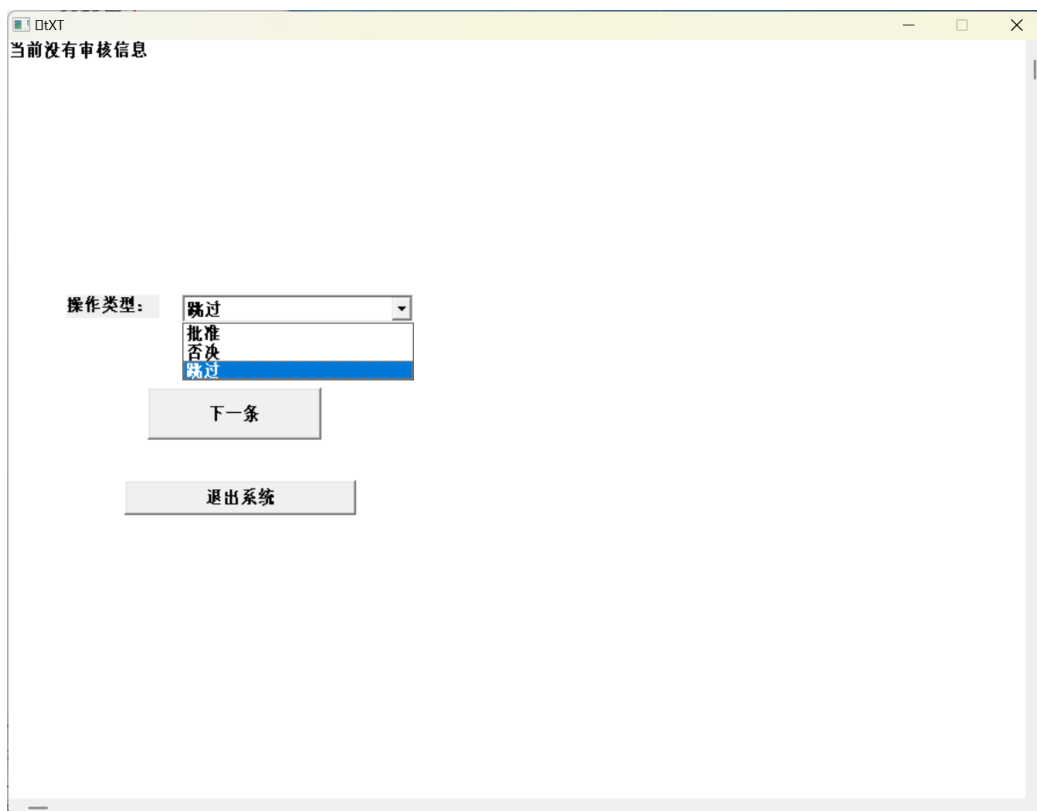 当前没有审核信息
操作类型：
跳过
批准
否决
跳过
下一条
退出系统